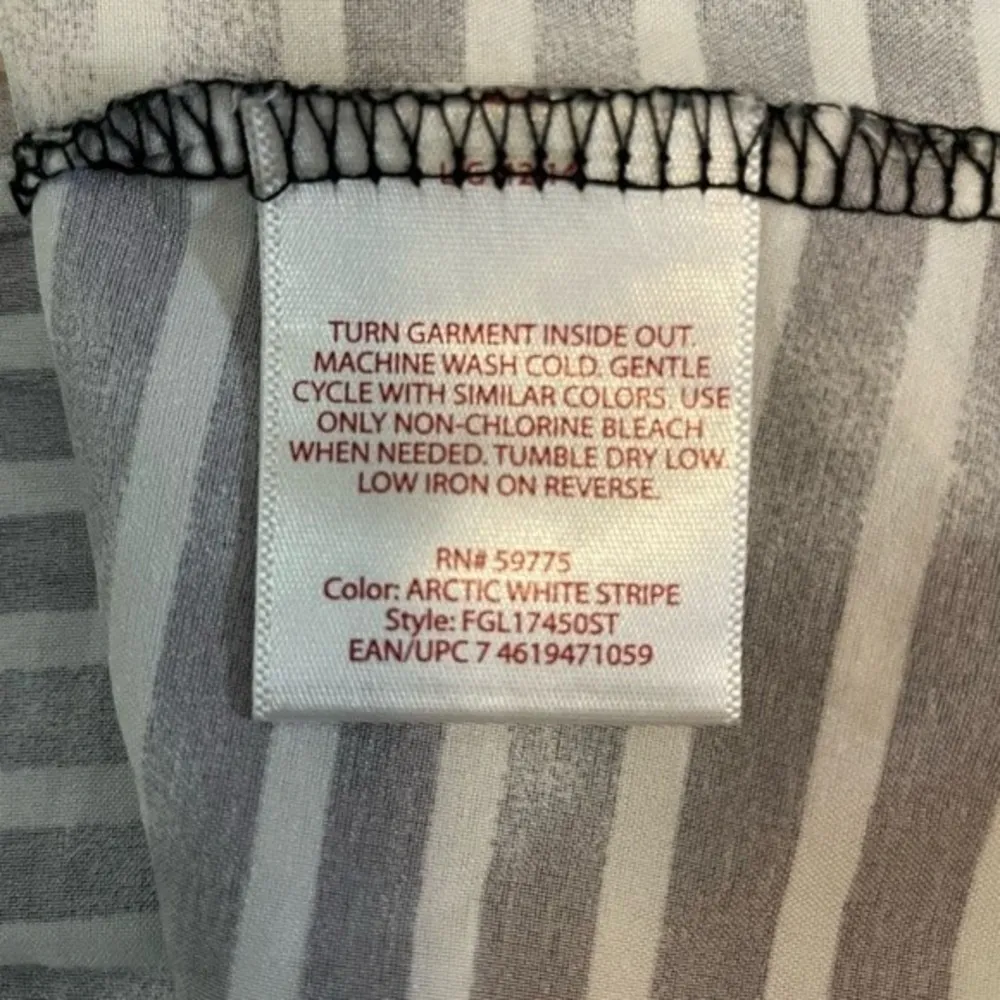 TURN GARMENT INSIDE OUT.
MACHINE WASH COLD. GENTLE
CYCLE WITH SIMILAR COLORS. USE
ONLY NON-CHLORINE BLEACH
WHEN NEEDED. TUMBLE DRY LOW.
LOW IRON ON REVERSE.
RN# 59775
Color: ARCTIC WHITE STRIPE
Style: FGL17450ST
EAN/UPC 7 4619471059